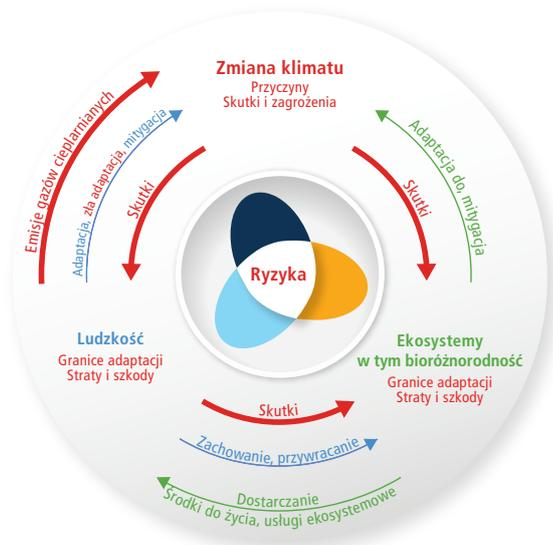 Zmiana klimatu
Przyczyny
Skutki i zagrożenia
Emisje gazów cieplarnianych
Adaptacja, zła adaptacja, mitygacja
Skutki
Skutki
Adaptacja do, mitygacja
Ryzyka
Ludzkość
Granice adaptacji
Straty i szkody
Ekosystemy
w tym bioróżnorodność
Granice adaptacji
Straty i szkody
Skutki
Zachowanie, przywracanie
Dostarczanie
Środki do życia, usługi ekosystemowe